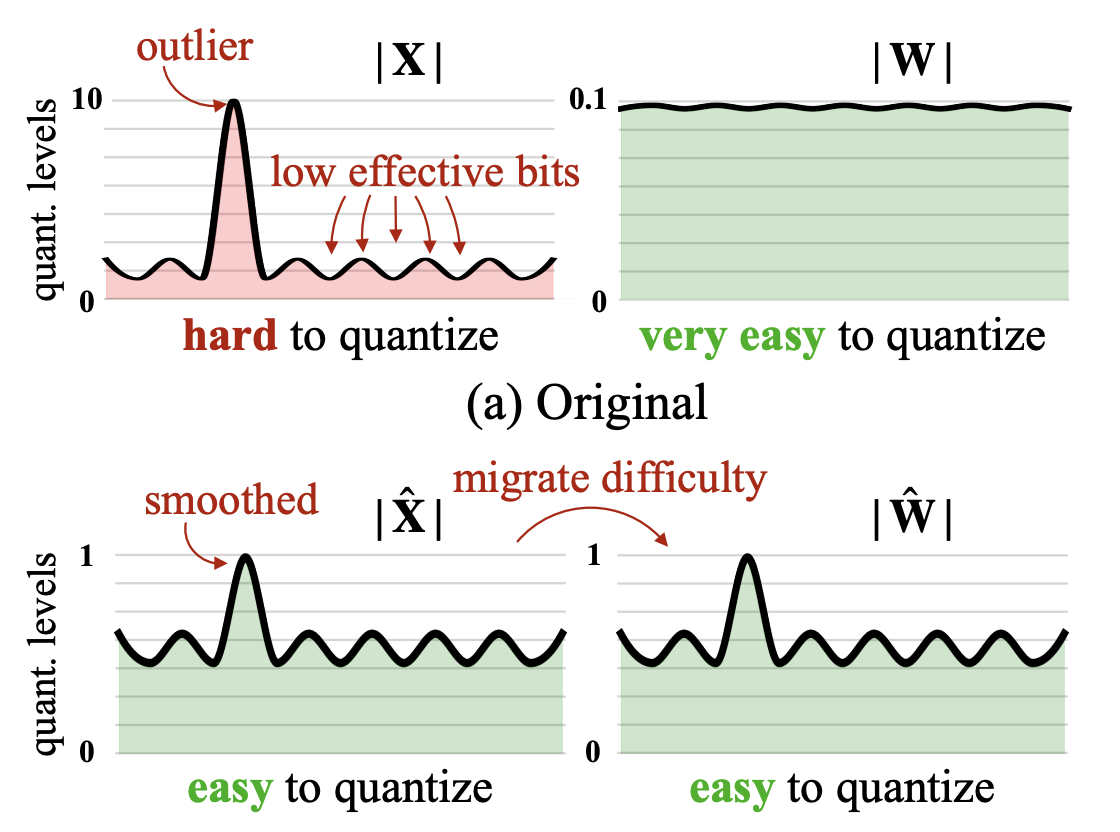 outlier
|X|
|W|
10
0.1
quant. levels
low effective bits
0
0
hard to quantize
very easy to quantize
(a) Original
migrate difficulty
smoothed
|X̂|
|Ŵ|
1
1
quant. levels
0
0
easy to quantize
easy to quantize